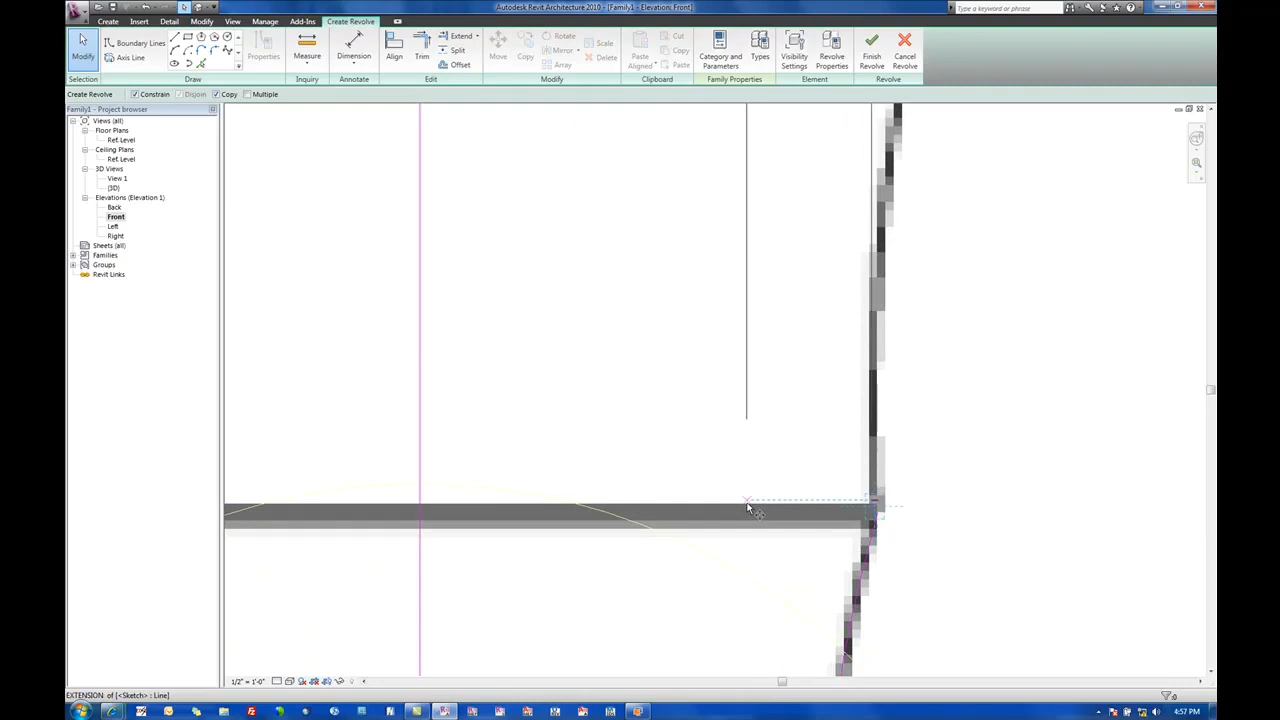 Autodesk Revit Architecture 2010 - [Family1 - Elevation: Front]
Type a keyword or phrase
Create Insert Detail Modify View Manage Add-Ins Create Revolve
Boundary Lines Extend Rotate Scale Cut
Axis Line Split Mirror Delete Copy
Offset Array Paste
Modify Properties Measure Dimension Align Trim Move Copy Paste Aligned Category and Parameters Types Visibility Settings Revolve Properties Finish Revolve Cancel Revolve
Selection Draw Inquiry Annotate Edit Modify Clipboard Family Properties Element Revolve
Create Revolve Constrain Disjoin Copy Multiple
Family1 - Project browser
Views (all)
Floor Plans
Ref. Level
Ceiling Plans
Ref. Level
3D Views
View 1
{3D}
Elevations (Elevation 1)
Back
Front
Left
Right
Sheets (all)
Families
Groups
Revit Links
1/2" = 1'-0"
EXTENSION of [<Sketch> : Line]
:0
4:57 PM